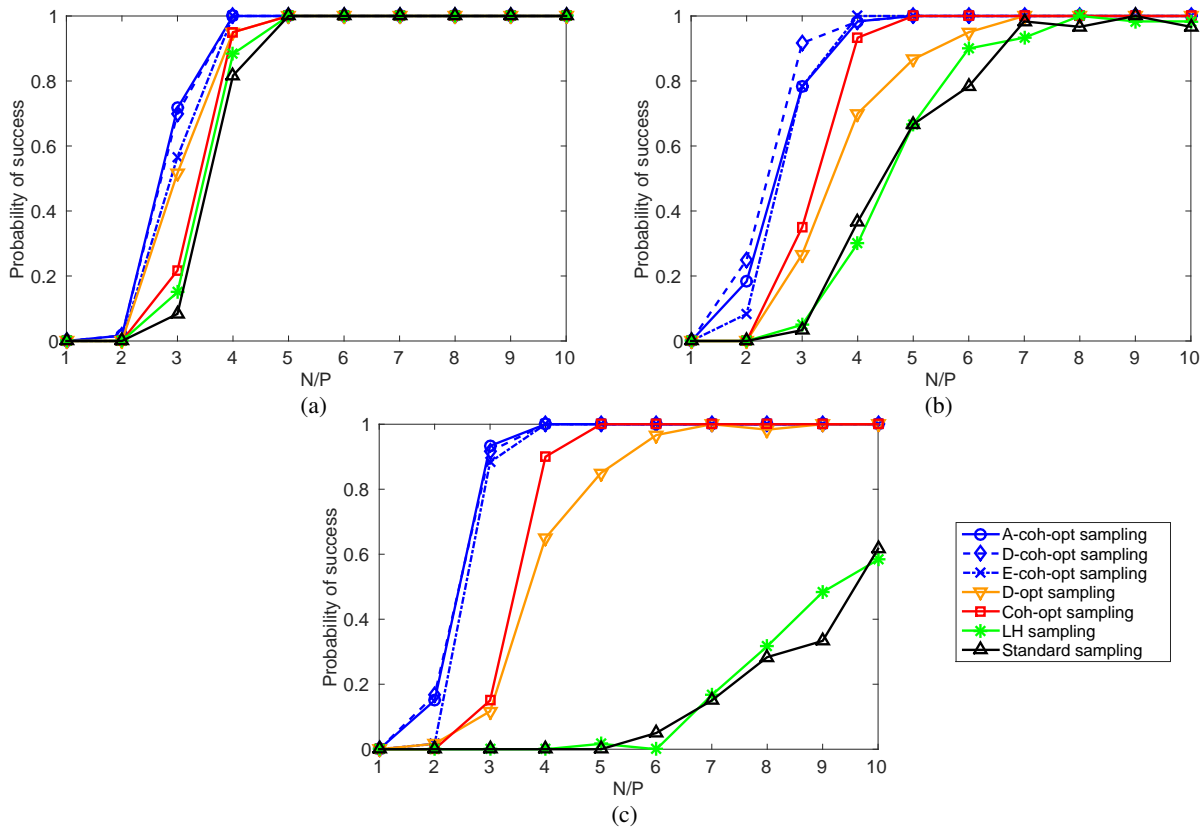 Probability of success
1
0.8
0.6
0.4
0.2
0
1 2 3 4 5 6 7 8 9 10
N/P
(a)
Probability of success
1
0.8
0.6
0.4
0.2
0
1 2 3 4 5 6 7 8 9 10
N/P
(b)
Probability of success
1
0.8
0.6
0.4
0.2
0
1 2 3 4 5 6 7 8 9 10
N/P
(c)
A-coh-opt sampling
D-coh-opt sampling
E-coh-opt sampling
D-opt sampling
Coh-opt sampling
LH sampling
Standard sampling